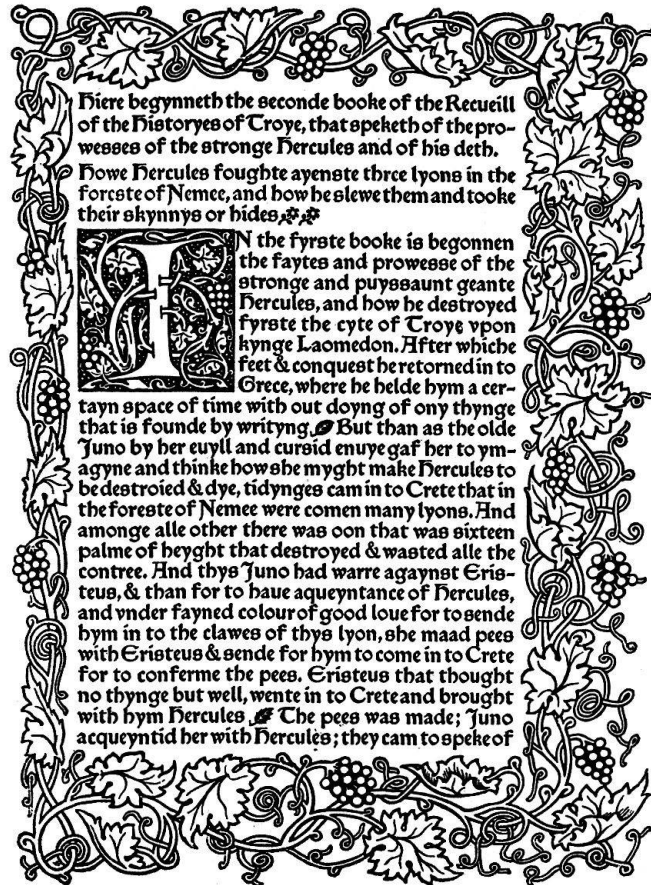 Hiere begynneth the seconde booke of the Recueill
of the Historyes of Troye, that speketh of the pro-
wesses of the stronge Hercules and of his deth.
Howe Hercules foughte ayenste three lyons in the
foreste of Nemee, and how he slewe them and tooke
their skynnys or hides
IN the fyrste booke is begonnen
the faytes and prowesse of the
stronge and puyssaunt geante
Hercules, and how he destroyed
fyrste the cyte of Troye vpon
kynge Laomedon. After whiche
feet & conquest he retorned in to
Grece, where he helde hym a cer-
tayn space of time with out doyng of ony thynge
that is founde by writyng. But than as the olde
Juno by her euyll and cursid enuye gaf her to ym-
agyne and thinke how she myght make Hercules to
be destroied & dye, tidynges cam in to Crete that in
the foreste of Nemee were comen many lyons. And
amonge alle other there was oon that was sixteen
palme of heyght that destroyed & wasted alle the
contree. And thys Juno had warre agaynst Eris-
teus, & than for to haue aqueyntance of Hercules,
and vnder fayned colour of good loue for to sende
hym in to the clawes of thys lyon, she maad pees
with Eristeus & sende for hym to come in to Crete
for to conferme the pees. Eristeus that thought
no thynge but well, wente in to Crete and brought
with hym Hercules The pees was made; Juno
acqueyntid her with Hercules; they cam to speke of